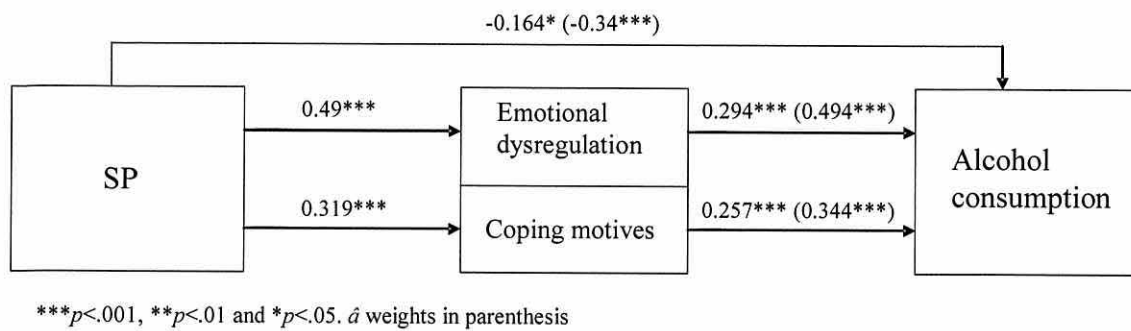 -0.164* (-0.34***)
0.49***
Emotional
dysregulation
0.294*** (0.494***)
SP
Alcohol
consumption
0.319***
Coping motives
0.257*** (0.344***)
***p<.001, **p<.01 and *p<.05. â weights in parenthesis